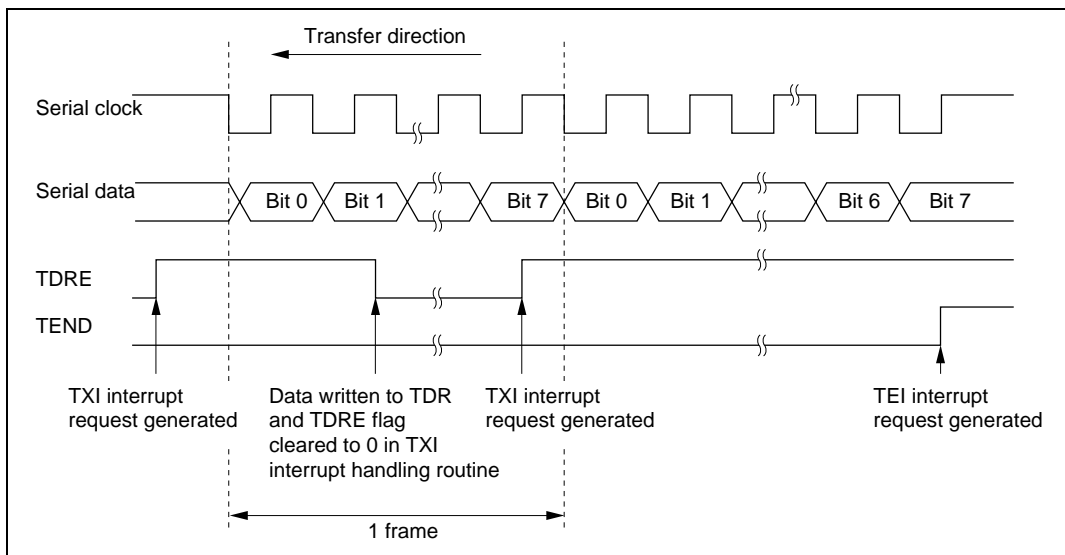 Transfer direction
Serial clock
Serial data
Bit 0
Bit 1
Bit 7
Bit 0
Bit 1
Bit 6
Bit 7
TDRE
TEND
TXI interrupt
request generated
Data written to TDR
and TDRE flag
cleared to 0 in TXI
interrupt handling routine
TXI interrupt
request generated
TEI interrupt
request generated
1 frame